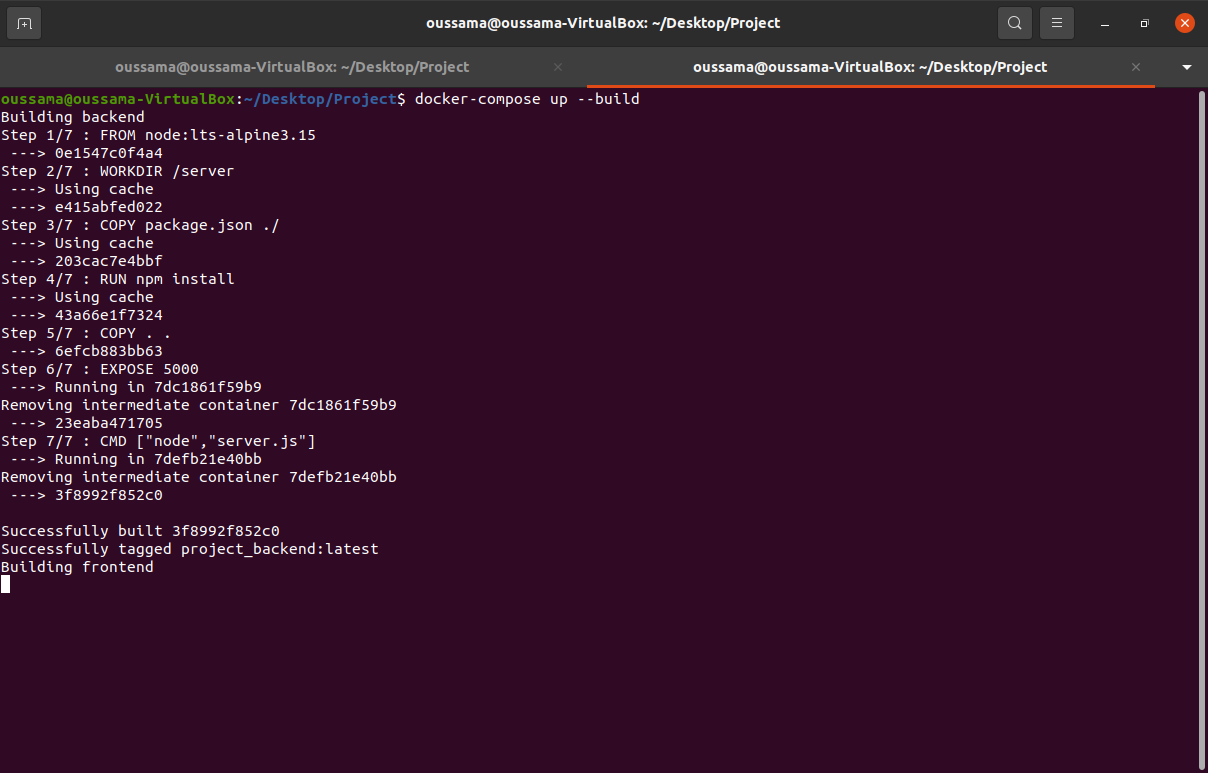 oussama@oussama-VirtualBox: ~/Desktop/Project
oussama@oussama-VirtualBox: ~/Desktop/Project
oussama@oussama-VirtualBox: ~/Desktop/Project
oussama@oussama-VirtualBox:~/Desktop/Project$ docker-compose up --build
Building backend
Step 1/7 : FROM node:lts-alpine3.15
 ---> 0e1547c0f4a4
Step 2/7 : WORKDIR /server
 ---> Using cache
 ---> e415abfed022
Step 3/7 : COPY package.json ./
 ---> Using cache
 ---> 203cac7e4bbf
Step 4/7 : RUN npm install
 ---> Using cache
 ---> 43a66e1f7324
Step 5/7 : COPY . .
 ---> 6efcb883bb63
Step 6/7 : EXPOSE 5000
 ---> Running in 7dc1861f59b9
Removing intermediate container 7dc1861f59b9
 ---> 23eaba471705
Step 7/7 : CMD ["node","server.js"]
 ---> Running in 7defb21e40bb
Removing intermediate container 7defb21e40bb
 ---> 3f8992f852c0

Successfully built 3f8992f852c0
Successfully tagged project_backend:latest
Building frontend